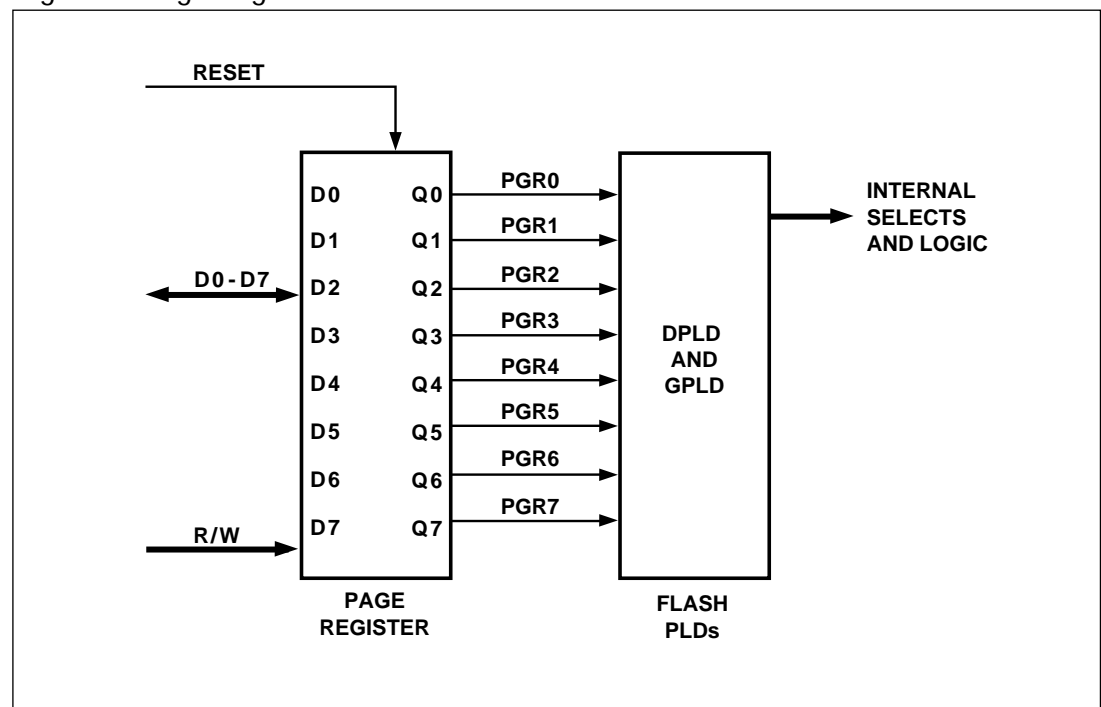 RESET
D0
D1
D0-D7
D2
D3
D4
D5
D6
D7
R/W
Q0
Q1
Q2
Q3
Q4
Q5
Q6
Q7
PGR0
PGR1
PGR2
PGR3
PGR4
PGR5
PGR6
PGR7
DPLD
AND
GPLD
INTERNAL
SELECTS
AND LOGIC
PAGE
REGISTER
FLASH
PLDs